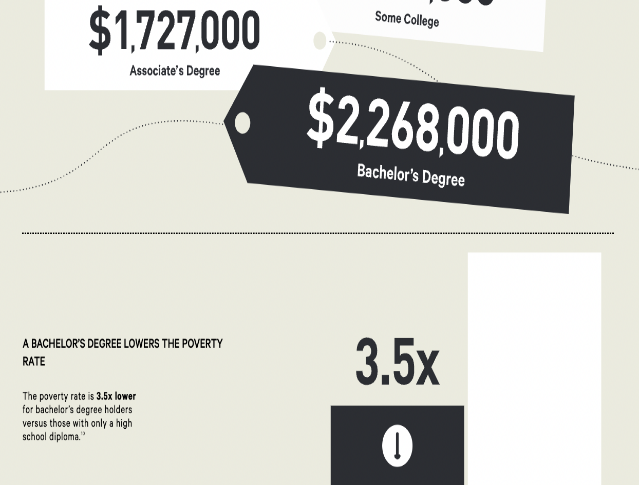 $1,727,000
Associate's Degree
Some College
$2,268,000
Bachelor's Degree
A BACHELOR'S DEGREE LOWERS THE POVERTY
RATE
3.5x
The poverty rate is 3.5x lower
for bachelor's degree holders
versus those with only a high
school diploma.